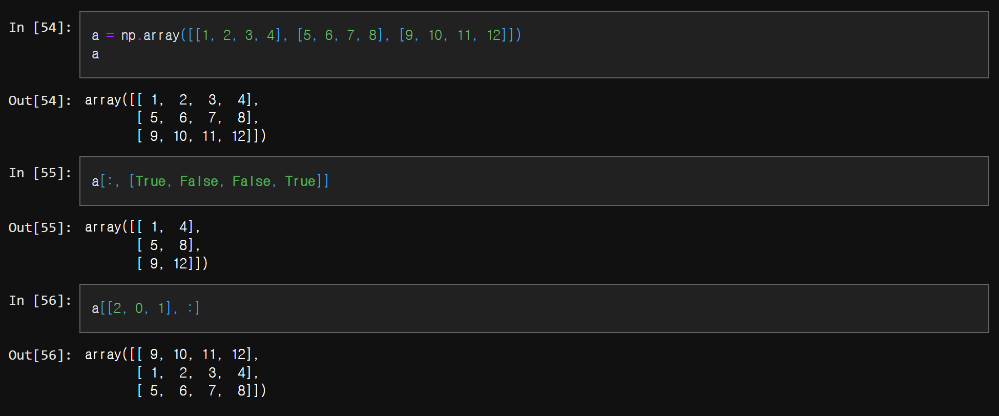 In [54]:
a = np.array([[1, 2, 3, 4], [5, 6, 7, 8], [9, 10, 11, 12]])
a
Out[54]: array([[ 1,  2,  3,  4],
       [ 5,  6,  7,  8],
       [ 9, 10, 11, 12]])
In [55]:
a[:, [True, False, False, True]]
Out[55]: array([[ 1,  4],
       [ 5,  8],
       [ 9, 12]])
In [56]:
a[[2, 0, 1], :]
Out[56]: array([[ 9, 10, 11, 12],
       [ 1,  2,  3,  4],
       [ 5,  6,  7,  8]])